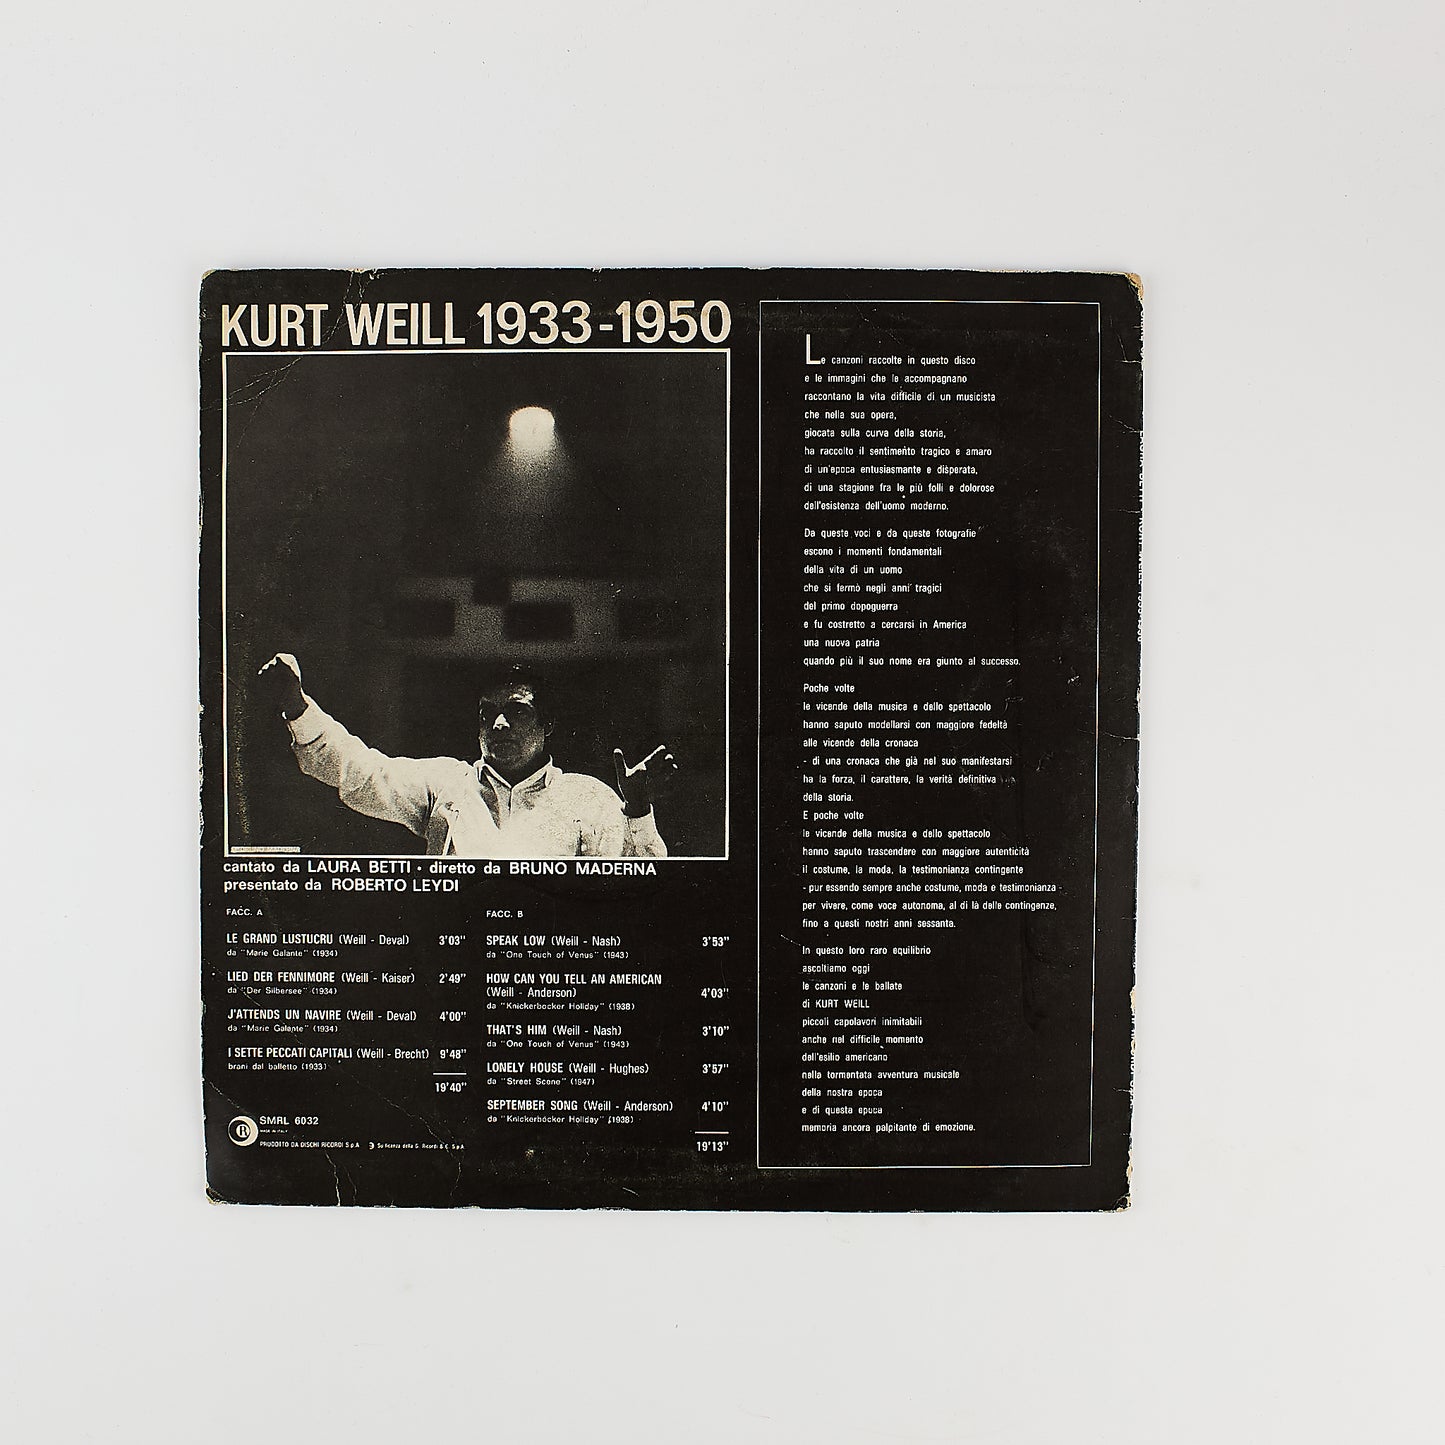 KURT WEILL 1933-1950
cantato da LAURA BETTI · diretto da BRUNO MADERNA
presentato da ROBERTO LEYDI
FACC. A
LE GRAND LUSTUCRU (Weill - Deval) 3'03"
da "Marie Galante" (1934)
LIED DER FENNIMORE (Weill - Kaiser) 2'49"
da "Der Silbersee" (1934)
J'ATTENDS UN NAVIRE (Weill - Deval) 4'00"
da "Marie Galante" (1934)
I SETTE PECCATI CAPITALI (Weill - Brecht) 9'48"
brani dal balletto (1933)
19'40"
R
SMRL 6032
MADE IN ITALY
PRODOTTO DA DISCHI RICORDI S.p.A. Su licenza della G. Ricordi & C. S.p.A.
FACC. B
SPEAK LOW (Weill - Nash) 3'53"
da "One Touch of Venus" (1943)
HOW CAN YOU TELL AN AMERICAN
(Weill - Anderson) 4'03"
da "Knickerbocker Holiday" (1938)
THAT'S HIM (Weill - Nash) 3'10"
da "One Touch of Venus" (1943)
LONELY HOUSE (Weill - Hughes) 3'57"
da "Street Scene" (1947)
SEPTEMBER SONG (Weill - Anderson) 4'10"
da "Knickerbocker Holiday" (1938)
19'13"
Le canzoni raccolte in questo disco
e le immagini che le accompagnano
raccontano la vita difficile di un musicista
che nella sua opera,
giocata sulla curva della storia,
ha raccolto il sentimento tragico e amaro
di un'epoca entusiasmante e disperata,
di una stagione fra le più folli e dolorose
dell'esistenza dell'uomo moderno.
Da queste voci e da queste fotografie
escono i momenti fondamentali
della vita di un uomo
che si fermò negli anni tragici
del primo dopoguerra
e fu costretto a cercarsi in America
una nuova patria
quando più il suo nome era giunto al successo.
Poche volte
le vicende della musica e dello spettacolo
hanno saputo modellarsi con maggiore fedeltà
alle vicende della cronaca
- di una cronaca che già nel suo manifestarsi
ha la forza, il carattere, la verità definitiva
della storia.
E poche volte
le vicende della musica e dello spettacolo
hanno saputo trascendere con maggiore autenticità
il costume, la moda, la testimonianza contingente
- pur essendo sempre anche costume, moda e testimonianza -
per vivere, come voce autonoma, al di là delle contingenze,
fino a questi nostri anni sessanta.
In questo loro raro equilibrio
ascoltiamo oggi
le canzoni e le ballate
di KURT WEILL
piccoli capolavori inimitabili
anche nel difficile momento
dell'esilio americano
nella tormentata avventura musicale
della nostra epoca
e di questa epoca
memoria ancora palpitante di emozione.